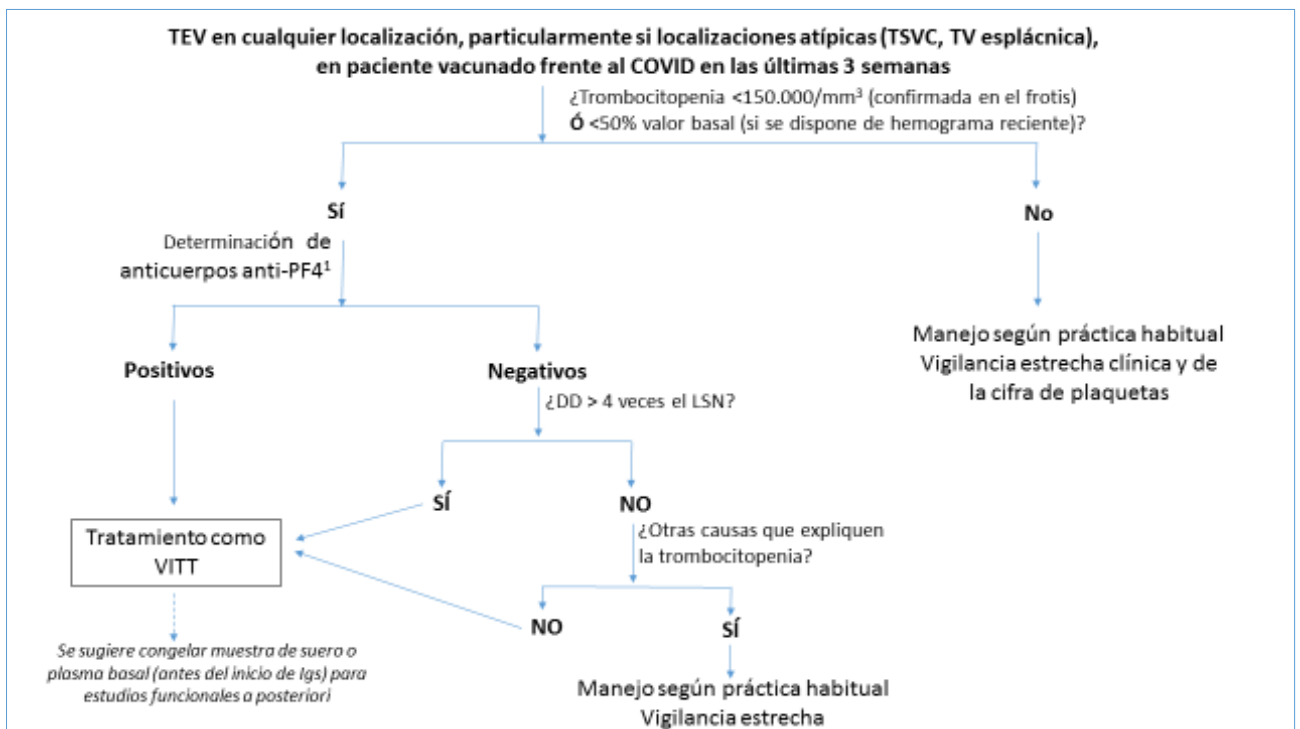 TEV en cualquier localización, particularmente si localizaciones atípicas (TSVC, TV esplácnica),
en paciente vacunado frente al COVID en las últimas 3 semanas
¿Trombocitopenia <150.000/mm³ (confirmada en el frotis)
Ó <50% valor basal (si se dispone de hemograma reciente)?
Sí
No
Determinación de
anticuerpos anti-PF4¹
Manejo según práctica habitual
Vigilancia estrecha clínica y de
la cifra de plaquetas
Positivos
Negativos
¿DD > 4 veces el LSN?
SÍ
NO
¿Otras causas que expliquen
la trombocitopenia?
Tratamiento como
VITT
NO
SÍ
Se sugiere congelar muestra de suero o
plasma basal (antes del inicio de Igs) para
estudios funcionales a posteriori
Manejo según práctica habitual
Vigilancia estrecha